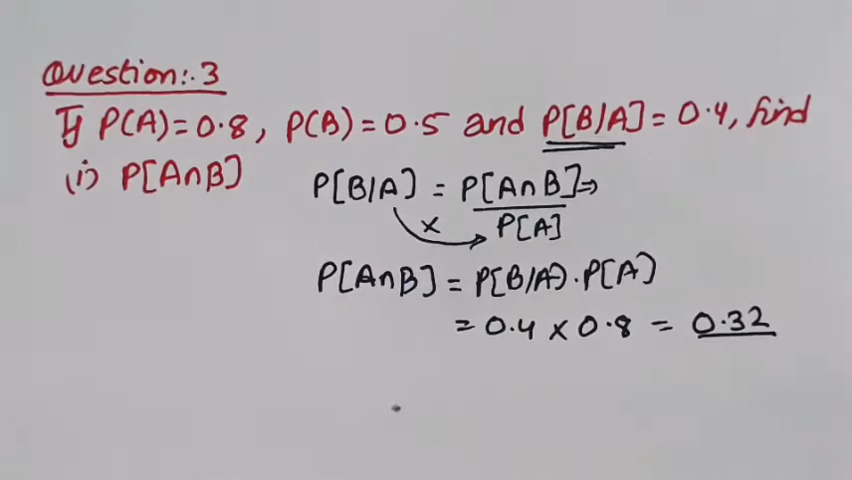 Question:. 3
If P(A) = 0.8, P(B) = 0.5 and P[B/A] = 0.4, find
(i) P[A∩B]
P[B/A] = P[A∩B] ⇒
× P[A]
P[A∩B] = P[B/A) . P[A]
= 0.4 × 0.8 = 0.32